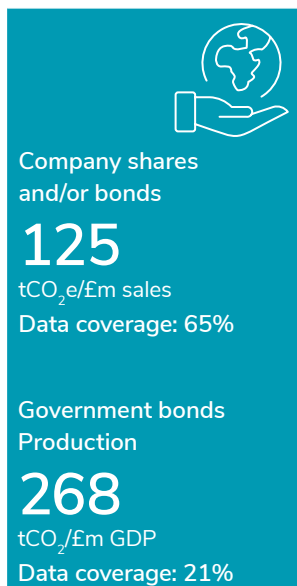 Company shares
and/or bonds
125
tCO₂e/£m sales
Data coverage: 65%
Government bonds
Production
268
tCO₂/£m GDP
Data coverage: 21%